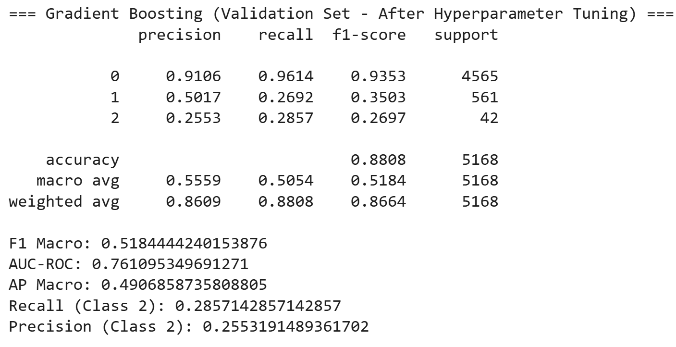 === Gradient Boosting (Validation Set - After Hyperparameter Tuning) ===
precision recall f1-score support
0 0.9106 0.9614 0.9353 4565
1 0.5017 0.2692 0.3503 561
2 0.2553 0.2857 0.2697 42
accuracy 0.8808 5168
macro avg 0.5559 0.5054 0.5184 5168
weighted avg 0.8609 0.8808 0.8664 5168
F1 Macro: 0.5184444240153876
AUC-ROC: 0.761095349691271
AP Macro: 0.4906858735808805
Recall (Class 2): 0.2857142857142857
Precision (Class 2): 0.2553191489361702